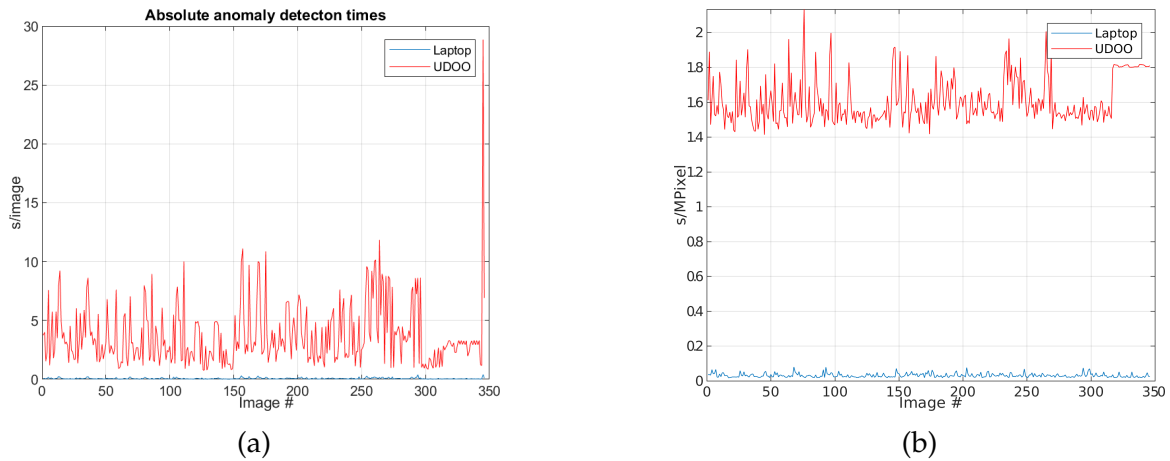 Absolute anomaly detecton times
30
25
20
15
10
5
0
s/image
0 50 100 150 200 250 300 350
Image #
Laptop
UDOO
(a)
2
1.8
1.6
1.4
1.2
1
0.8
0.6
0.4
0.2
0
s/MPixel
0 50 100 150 200 250 300 350
Image #
Laptop
UDOO
(b)